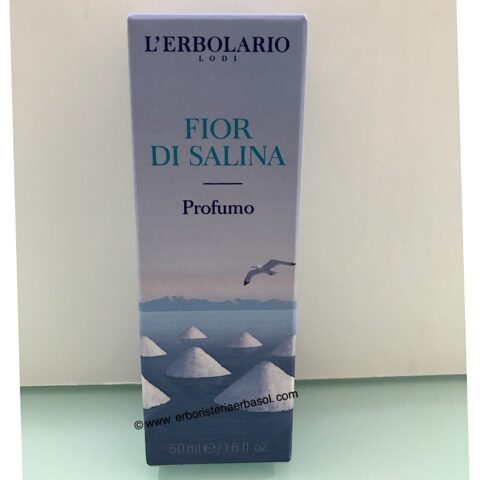 L'ERBOLARIO
LODI
FIOR
DI SALINA
Profumo
© www.erboristeriaerbasol.com
50 ml ℮/1.6 fl. oz.